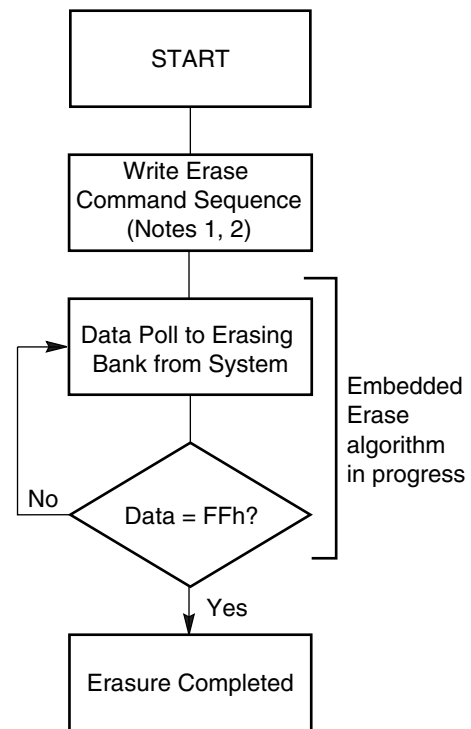 START
Write Erase
Command Sequence
(Notes 1, 2)
Data Poll to Erasing
Bank from System
Embedded
Erase
algorithm
in progress
No
Data = FFh?
Yes
Erasure Completed